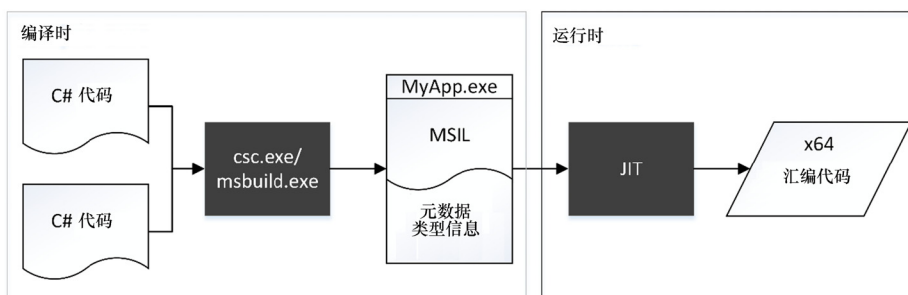 编译时
C# 代码
C# 代码
csc.exe/
msbuild.exe
MyApp.exe
MSIL
元数据
类型信息
运行时
JIT
x64
汇编代码